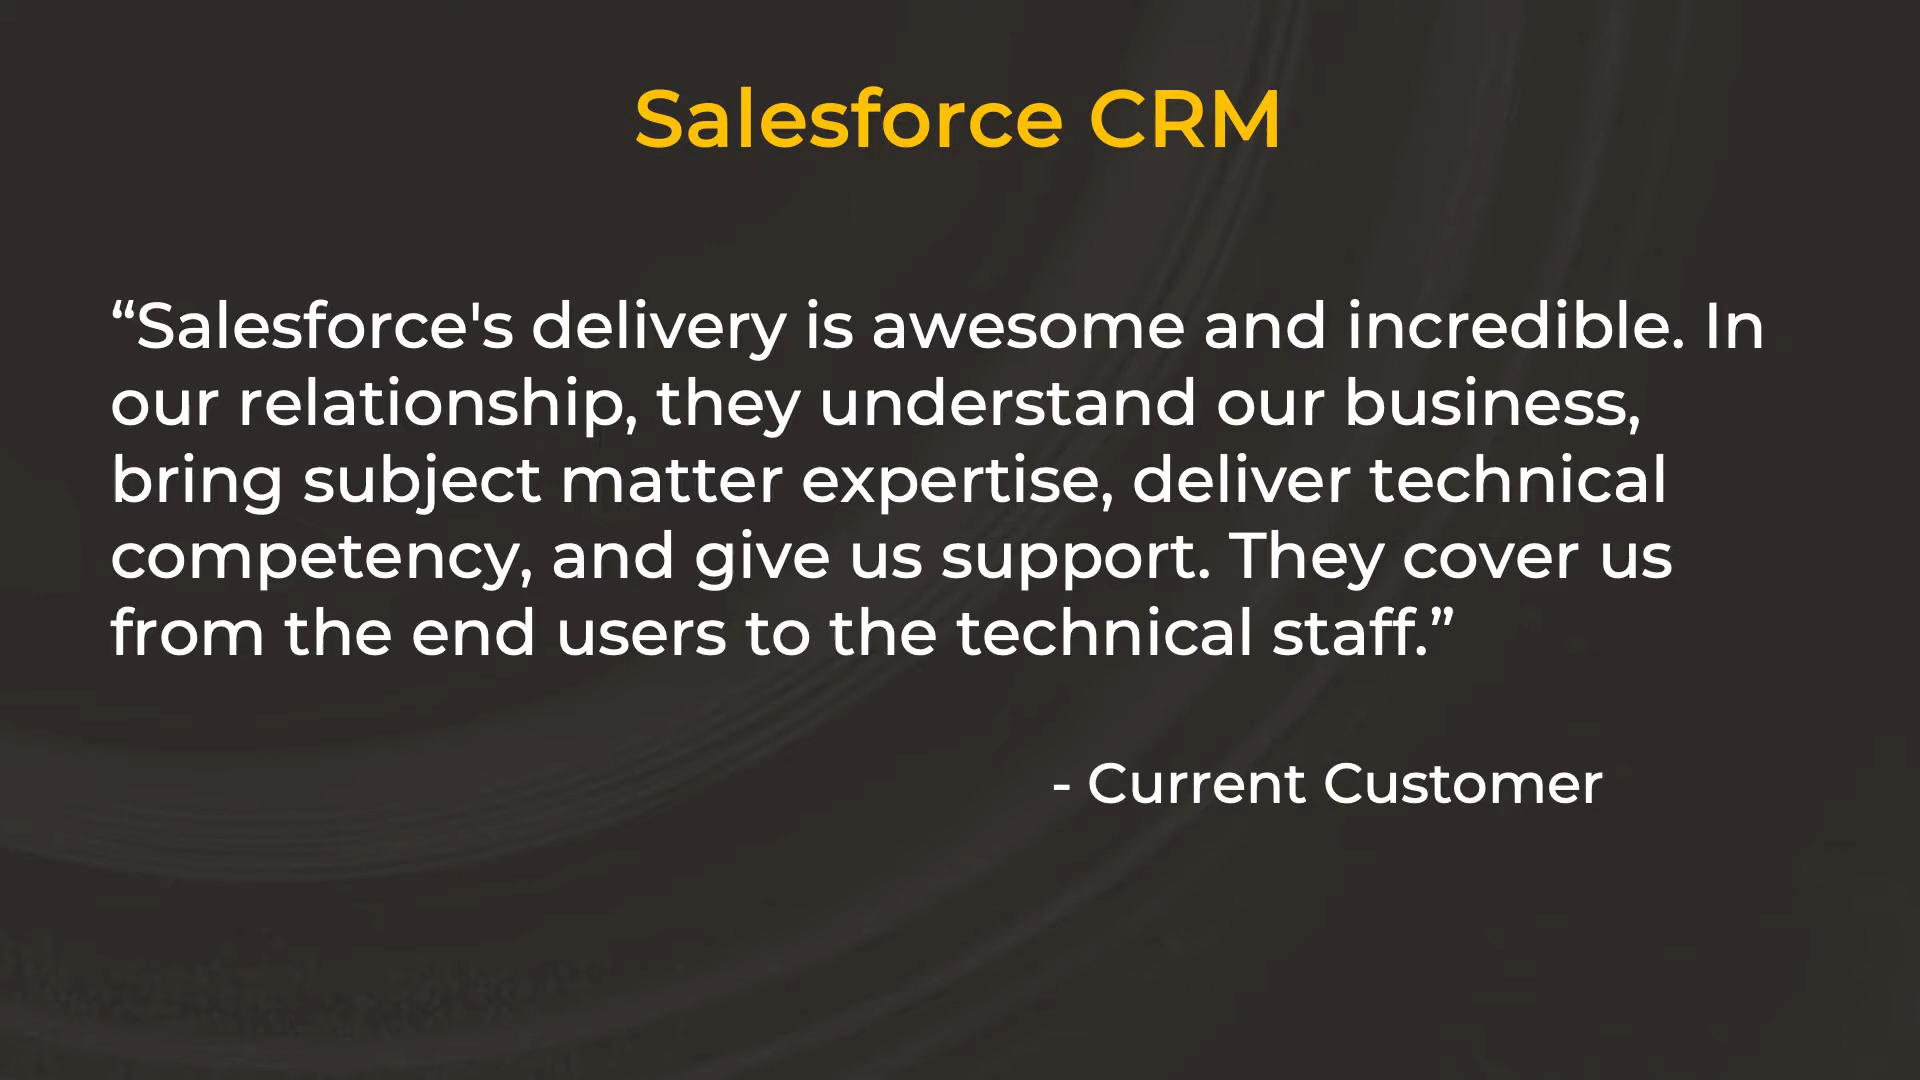 Salesforce CRM
“Salesforce's delivery is awesome and incredible. In
our relationship, they understand our business,
bring subject matter expertise, deliver technical
competency, and give us support. They cover us
from the end users to the technical staff.”
- Current Customer